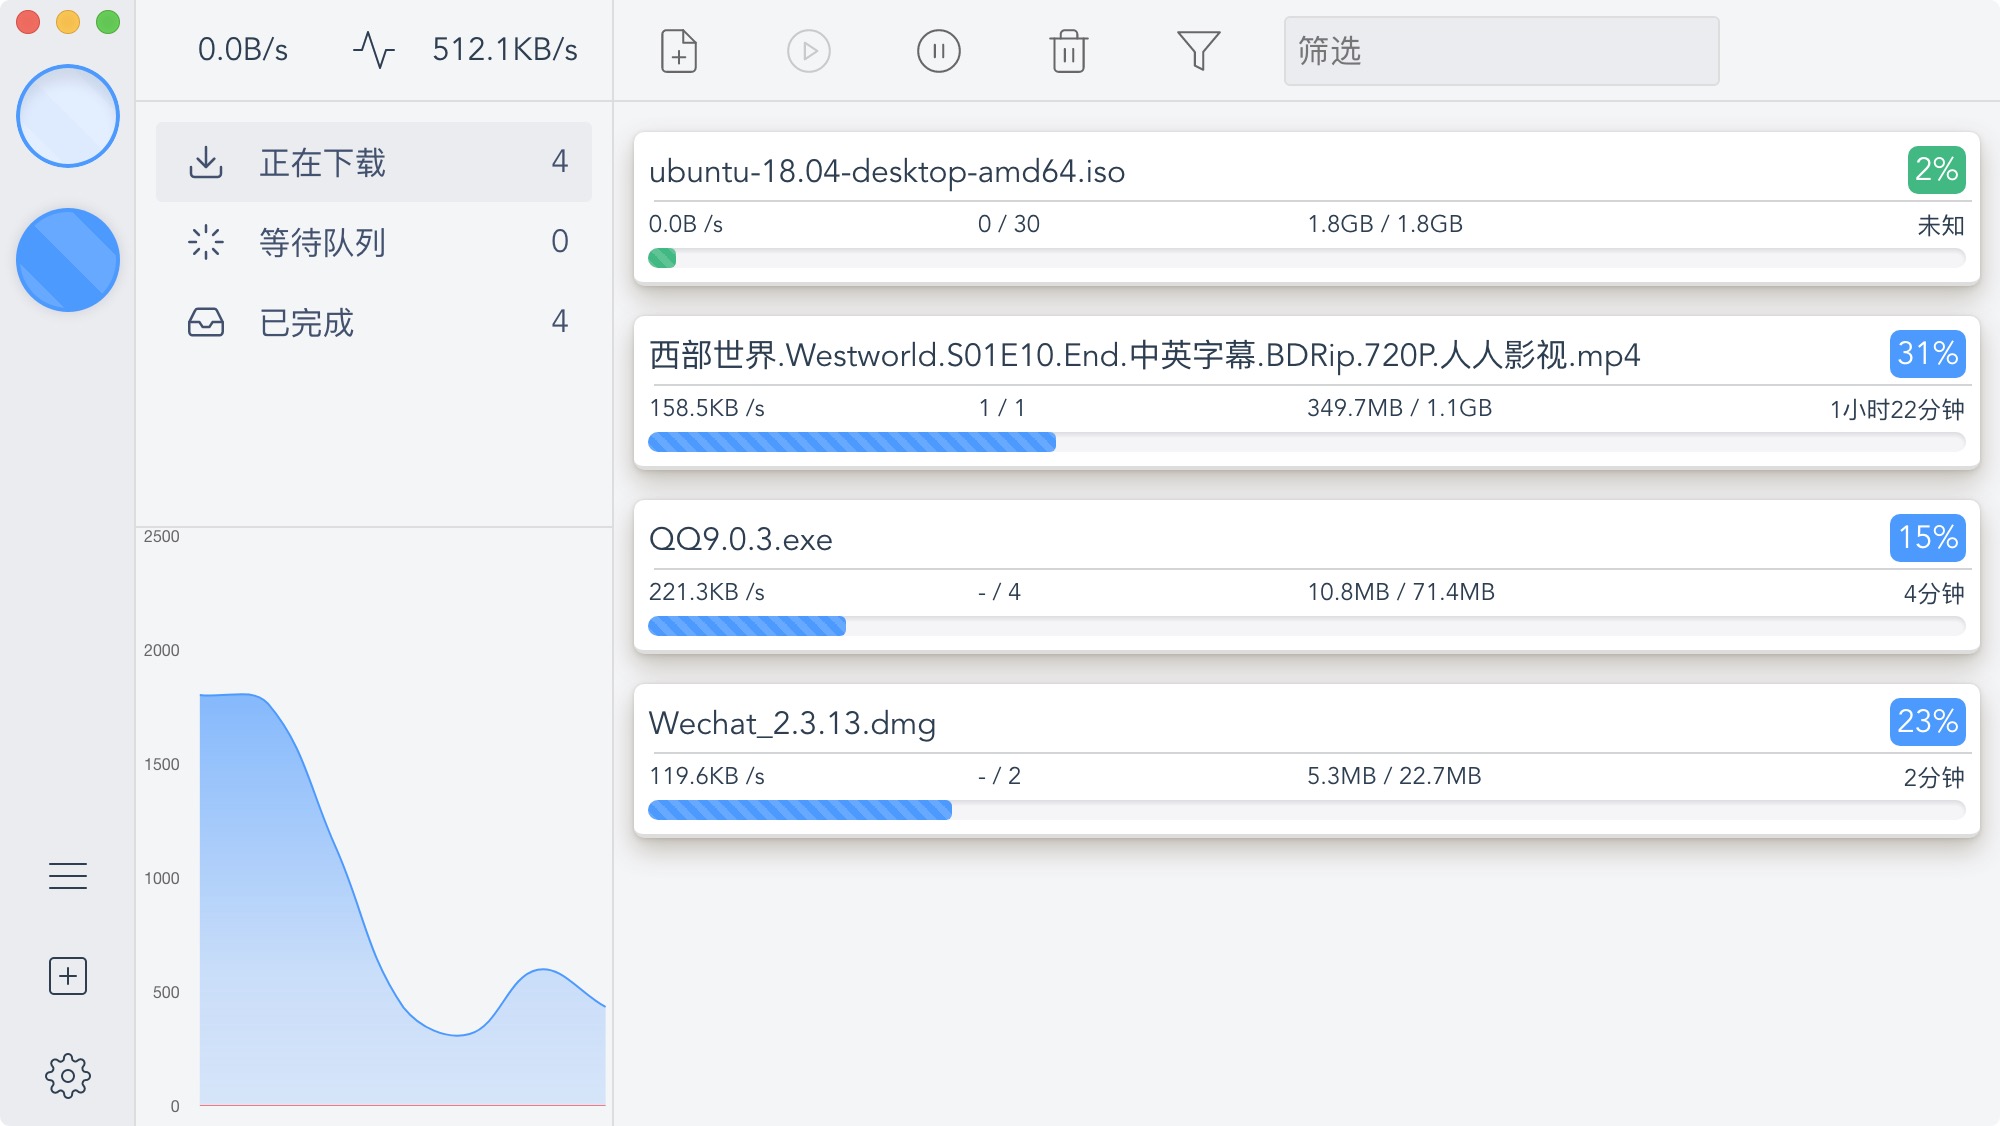 0.0B/s 512.1KB/s
筛选
正在下载 4
等待队列 0
已完成 4
2500
2000
1500
1000
500
0
ubuntu-18.04-desktop-amd64.iso 2%
0.0B /s 0 / 30 1.8GB / 1.8GB 未知
西部世界.Westworld.S01E10.End.中英字幕.BDRip.720P.人人影视.mp4 31%
158.5KB /s 1 / 1 349.7MB / 1.1GB 1小时22分钟
QQ9.0.3.exe 15%
221.3KB /s - / 4 10.8MB / 71.4MB 4分钟
Wechat_2.3.13.dmg 23%
119.6KB /s - / 2 5.3MB / 22.7MB 2分钟